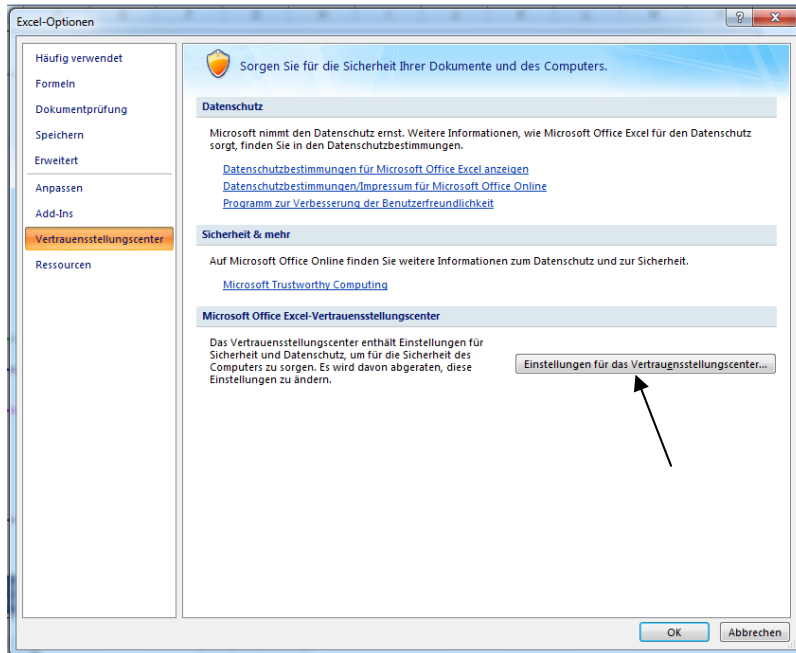 Excel-Optionen
Häufig verwendet
Formeln
Dokumentprüfung
Speichern
Erweitert
Anpassen
Add-Ins
Vertrauensstellungscenter
Ressourcen
Sorgen Sie für die Sicherheit Ihrer Dokumente und des Computers.
Datenschutz
Microsoft nimmt den Datenschutz ernst. Weitere Informationen, wie Microsoft Office Excel für den Datenschutz
sorgt, finden Sie in den Datenschutzbestimmungen.
Datenschutzbestimmungen für Microsoft Office Excel anzeigen
Datenschutzbestimmungen/Impressum für Microsoft Office Online
Programm zur Verbesserung der Benutzerfreundlichkeit
Sicherheit & mehr
Auf Microsoft Office Online finden Sie weitere Informationen zum Datenschutz und zur Sicherheit.
Microsoft Trustworthy Computing
Microsoft Office Excel-Vertrauensstellungscenter
Das Vertrauensstellungscenter enthält Einstellungen für
Sicherheit und Datenschutz, um für die Sicherheit des
Computers zu sorgen. Es wird davon abgeraten, diese
Einstellungen zu ändern.
Einstellungen für das Vertrauensstellungscenter...
OK
Abbrechen